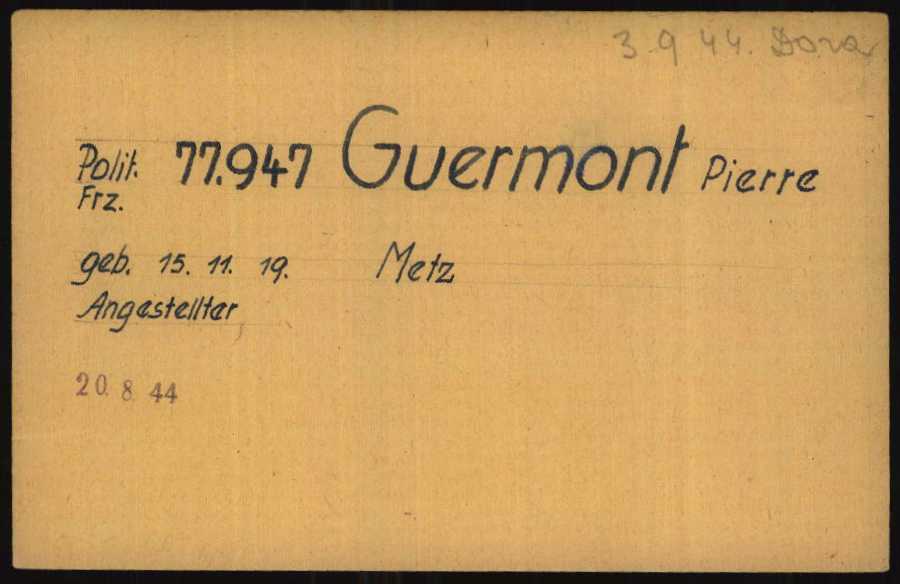 3.9.44. Dora
Polit. 77.947 Guermont Pierre
Frz.
geb. 15. 11. 19. Metz
Angestellter
20. 8. 44